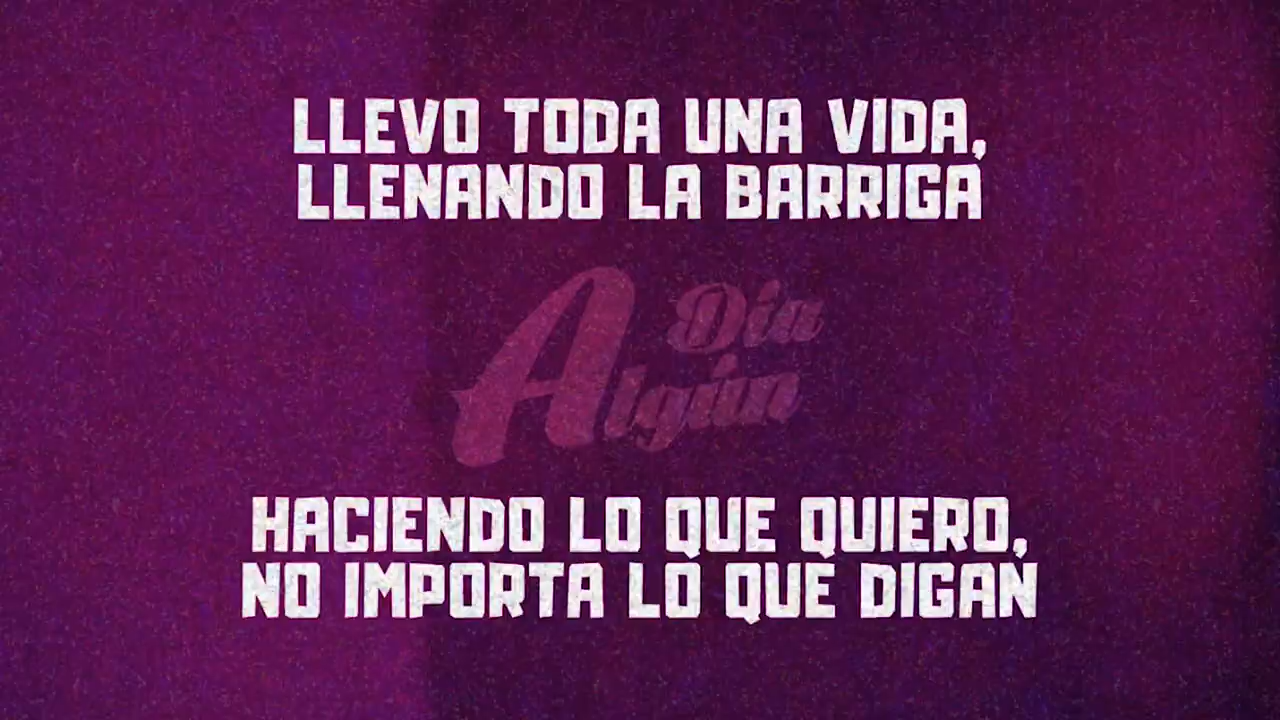 LLEVO TODA UNA VIDA,
LLENANDO LA BARRIGA
Día
Algún
HACIENDO LO QUE QUIERO,
NO IMPORTA LO QUE DIGAN